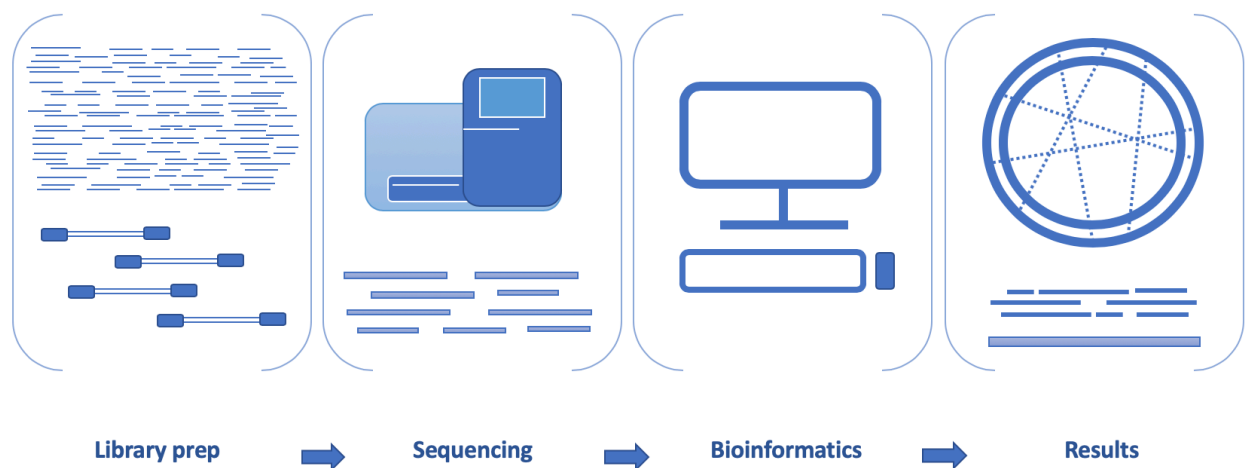 Library prep
Sequencing
Bioinformatics
Results